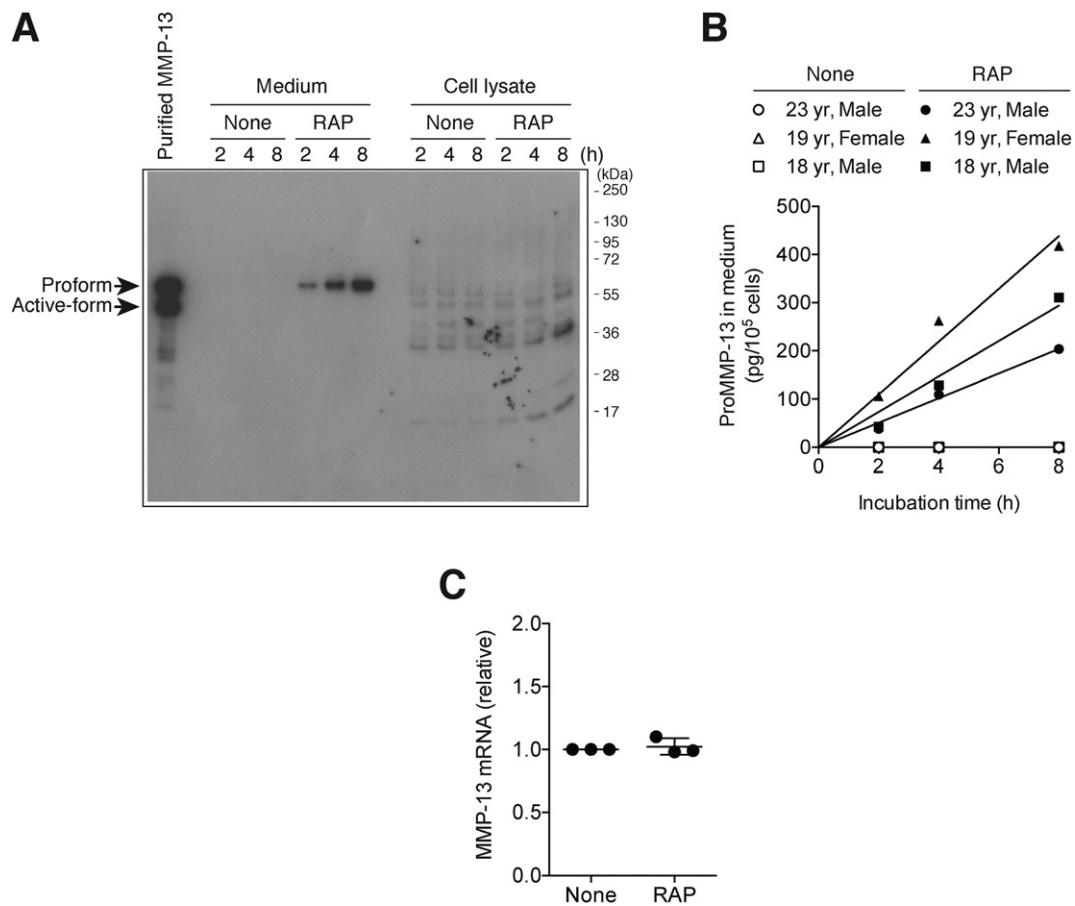 A
Purified MMP-13
Medium
Cell lysate
None
RAP
None
RAP
2 4 8 2 4 8 2 4 8 2 4 8 (h)
(kDa)
- 250
- 130
- 95
- 72
- 55
- 36
- 28
- 17
Proform
Active-form
B
None
RAP
23 yr, Male
23 yr, Male
19 yr, Female
19 yr, Female
18 yr, Male
18 yr, Male
ProMMP-13 in medium
(pg/10⁵ cells)
500
400
300
200
100
0
0 2 4 6 8
Incubation time (h)
C
MMP-13 mRNA (relative)
2.0
1.5
1.0
0.5
0.0
None
RAP